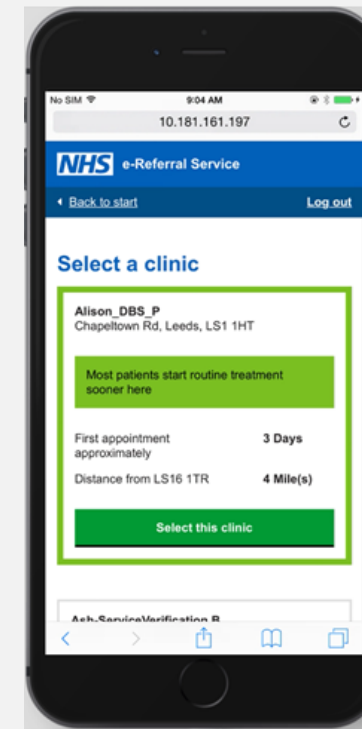 No SIM 9:04 AM
10.181.161.197
NHS e-Referral Service
Back to start Log out
Select a clinic
Alison_DBS_P
Chapeltown Rd, Leeds, LS1 1HT
Most patients start routine treatment
sooner here
First appointment 3 Days
approximately
Distance from LS16 1TR 4 Mile(s)
Select this clinic
Ash-ServiceVerification B